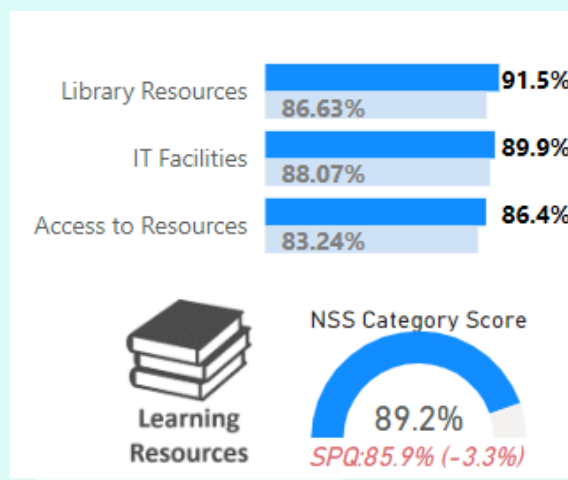 Library Resources
91.5%
86.63%
IT Facilities
89.9%
88.07%
Access to Resources
86.4%
83.24%
Learning
Resources
NSS Category Score
89.2%
SPQ:85.9% (-3.3%)